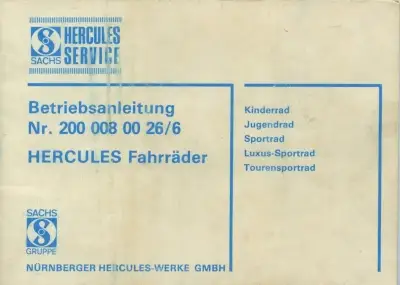 HERCULES
SERVICE
SACHS
Betriebsanleitung
Nr. 200 008 00 26/6
HERCULES Fahrräder
Kinderrad
Jugendrad
Sportrad
Luxus-Sportrad
Tourensportrad
SACHS
GRUPPE
NÜRNBERGER HERCULES-WERKE GMBH